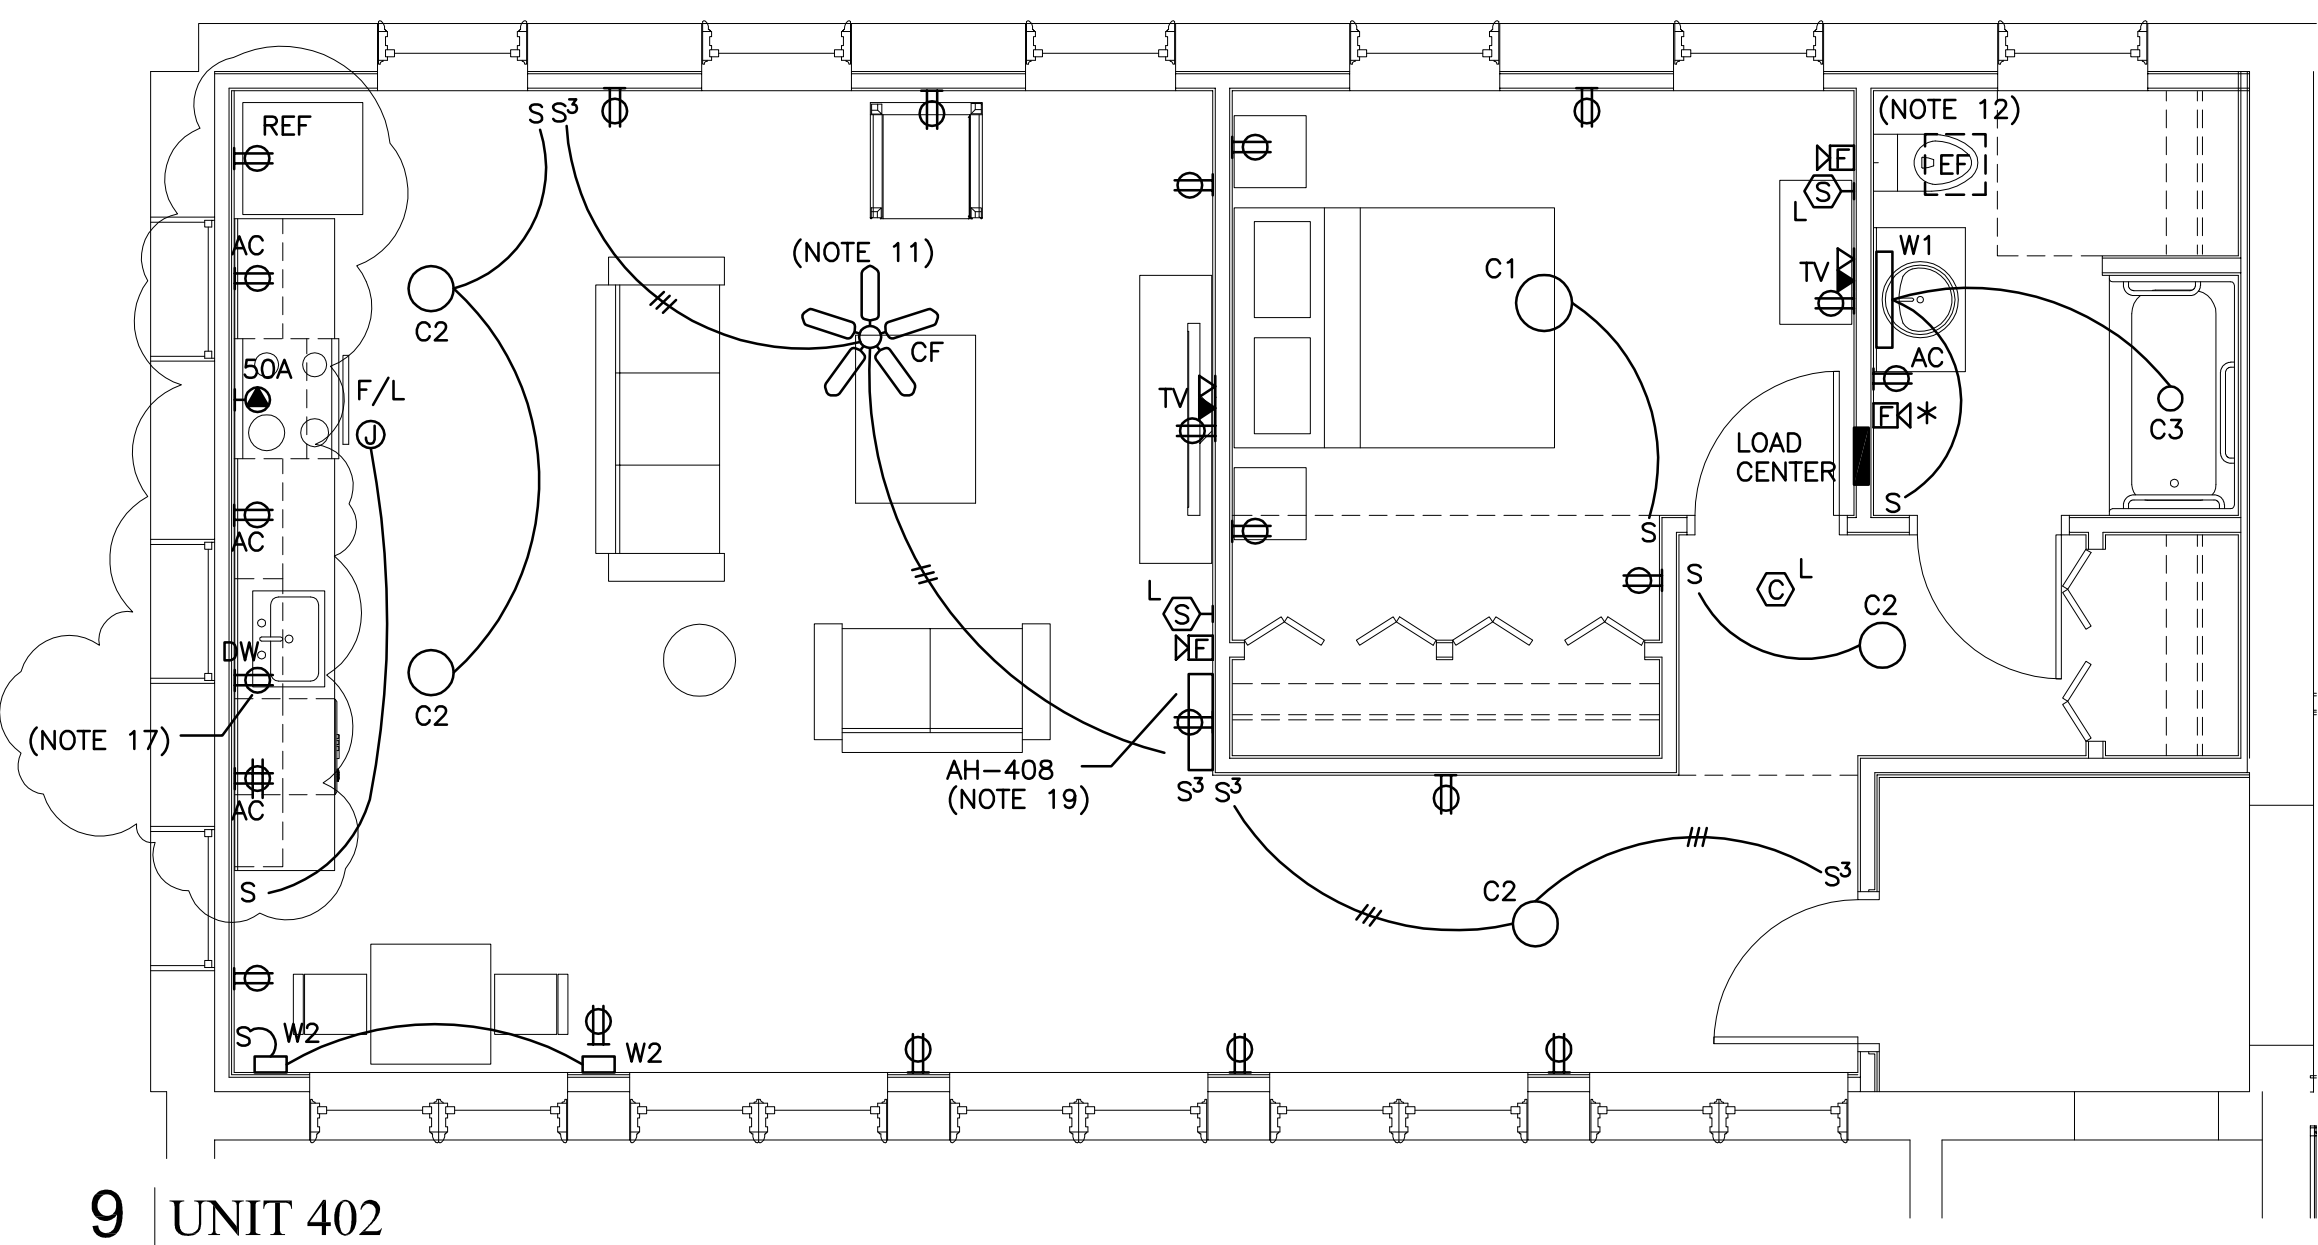 S S³
(NOTE 12)
REF
F
EF
S
L
AC
W1
(NOTE 11)
C1
TV
C2
CF
AC
50A
F/L
TV
F *
J
C3
LOAD
CENTER
S
AC
S
S
C L
L
S
C2
DW
F
C2
(NOTE 17)
AH-408
(NOTE 19)
S³ S³
AC
S
C2
S³
S
W2
W2
9 UNIT 402